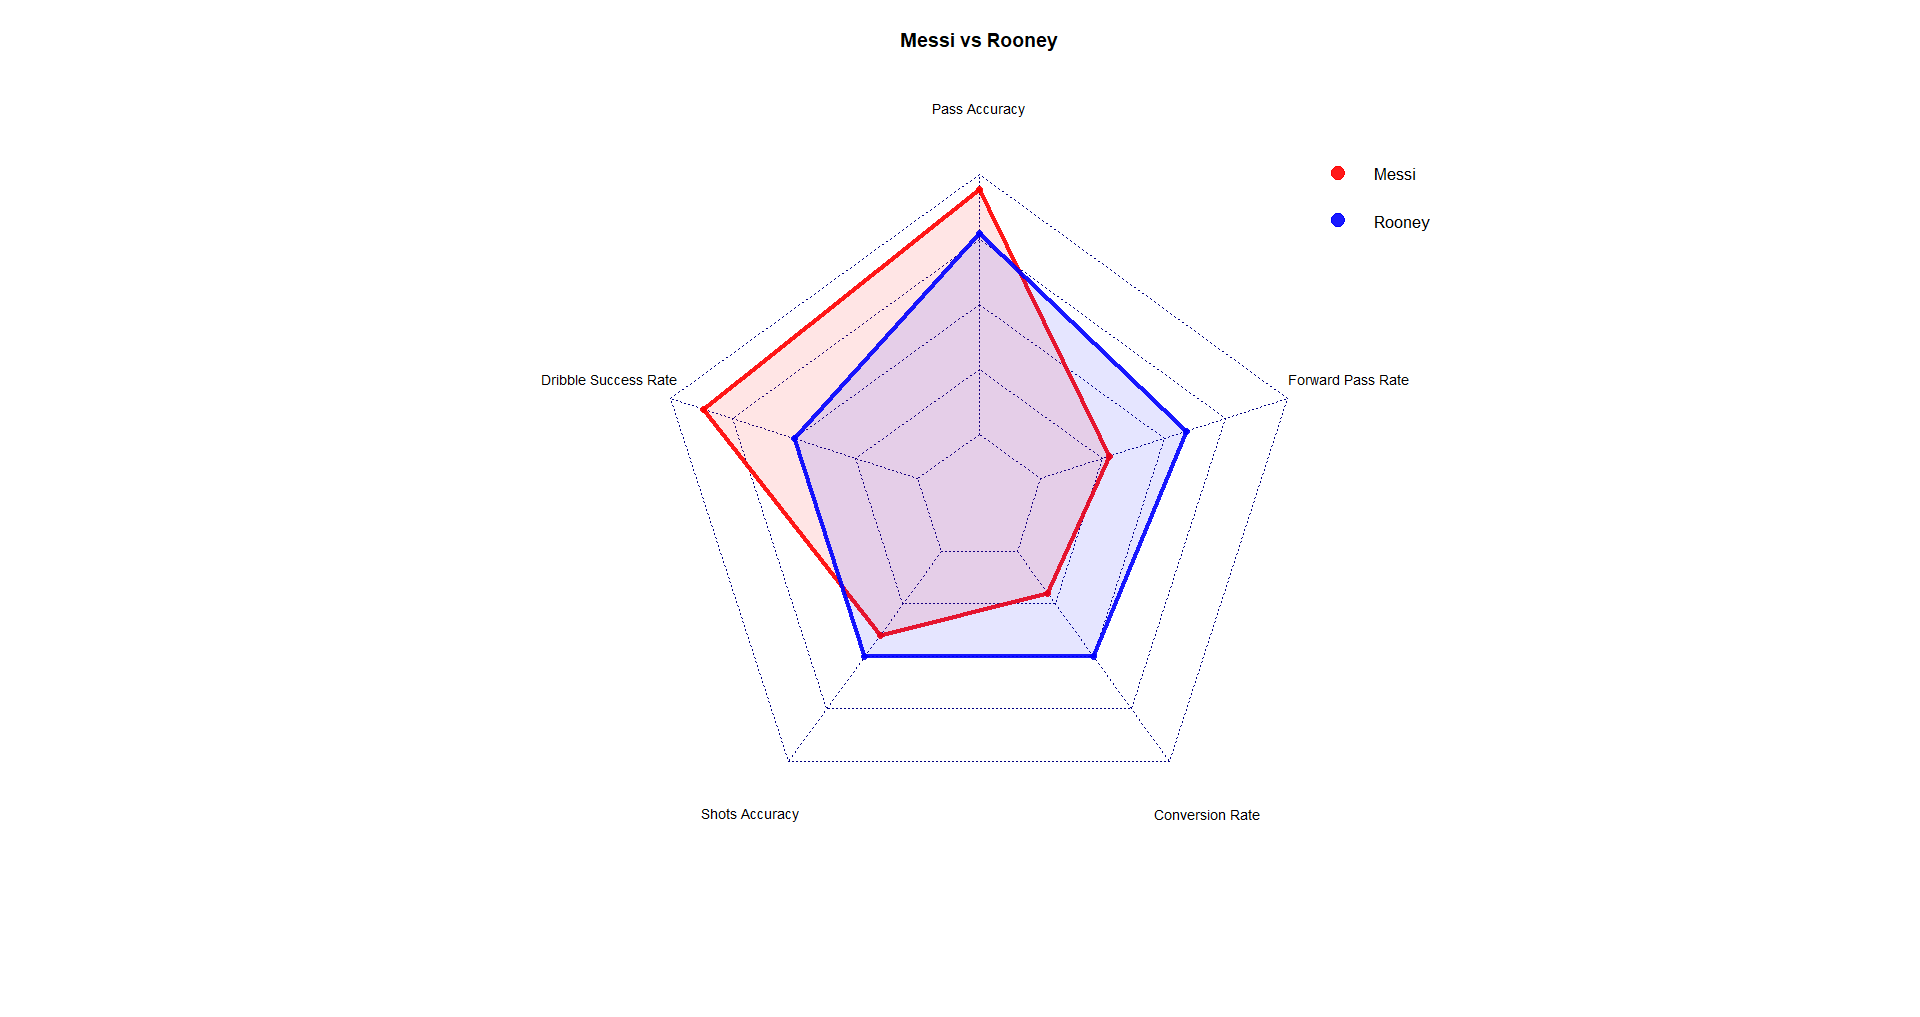 Messi vs Rooney
Pass Accuracy
Messi
Rooney
Dribble Success Rate
Forward Pass Rate
Shots Accuracy
Conversion Rate